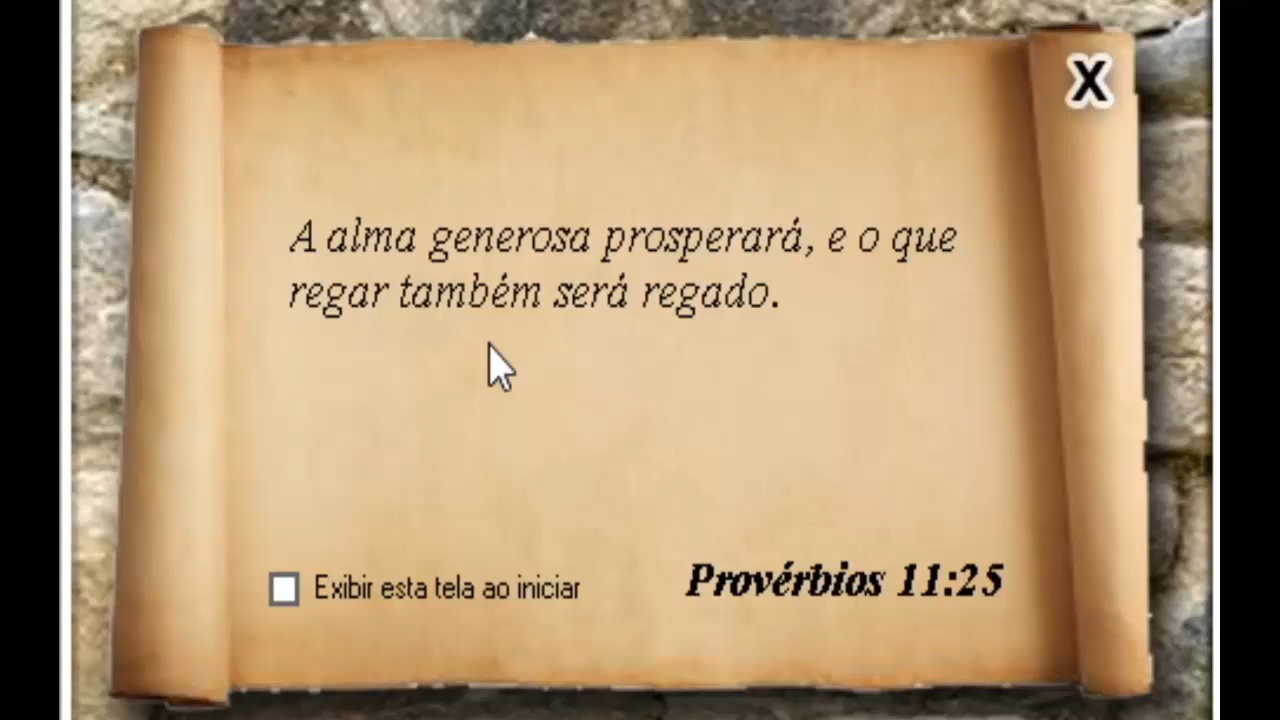 X
A alma generosa prosperará, e o que
regar também será regado.
Exibir esta tela ao iniciar
Provérbios 11:25